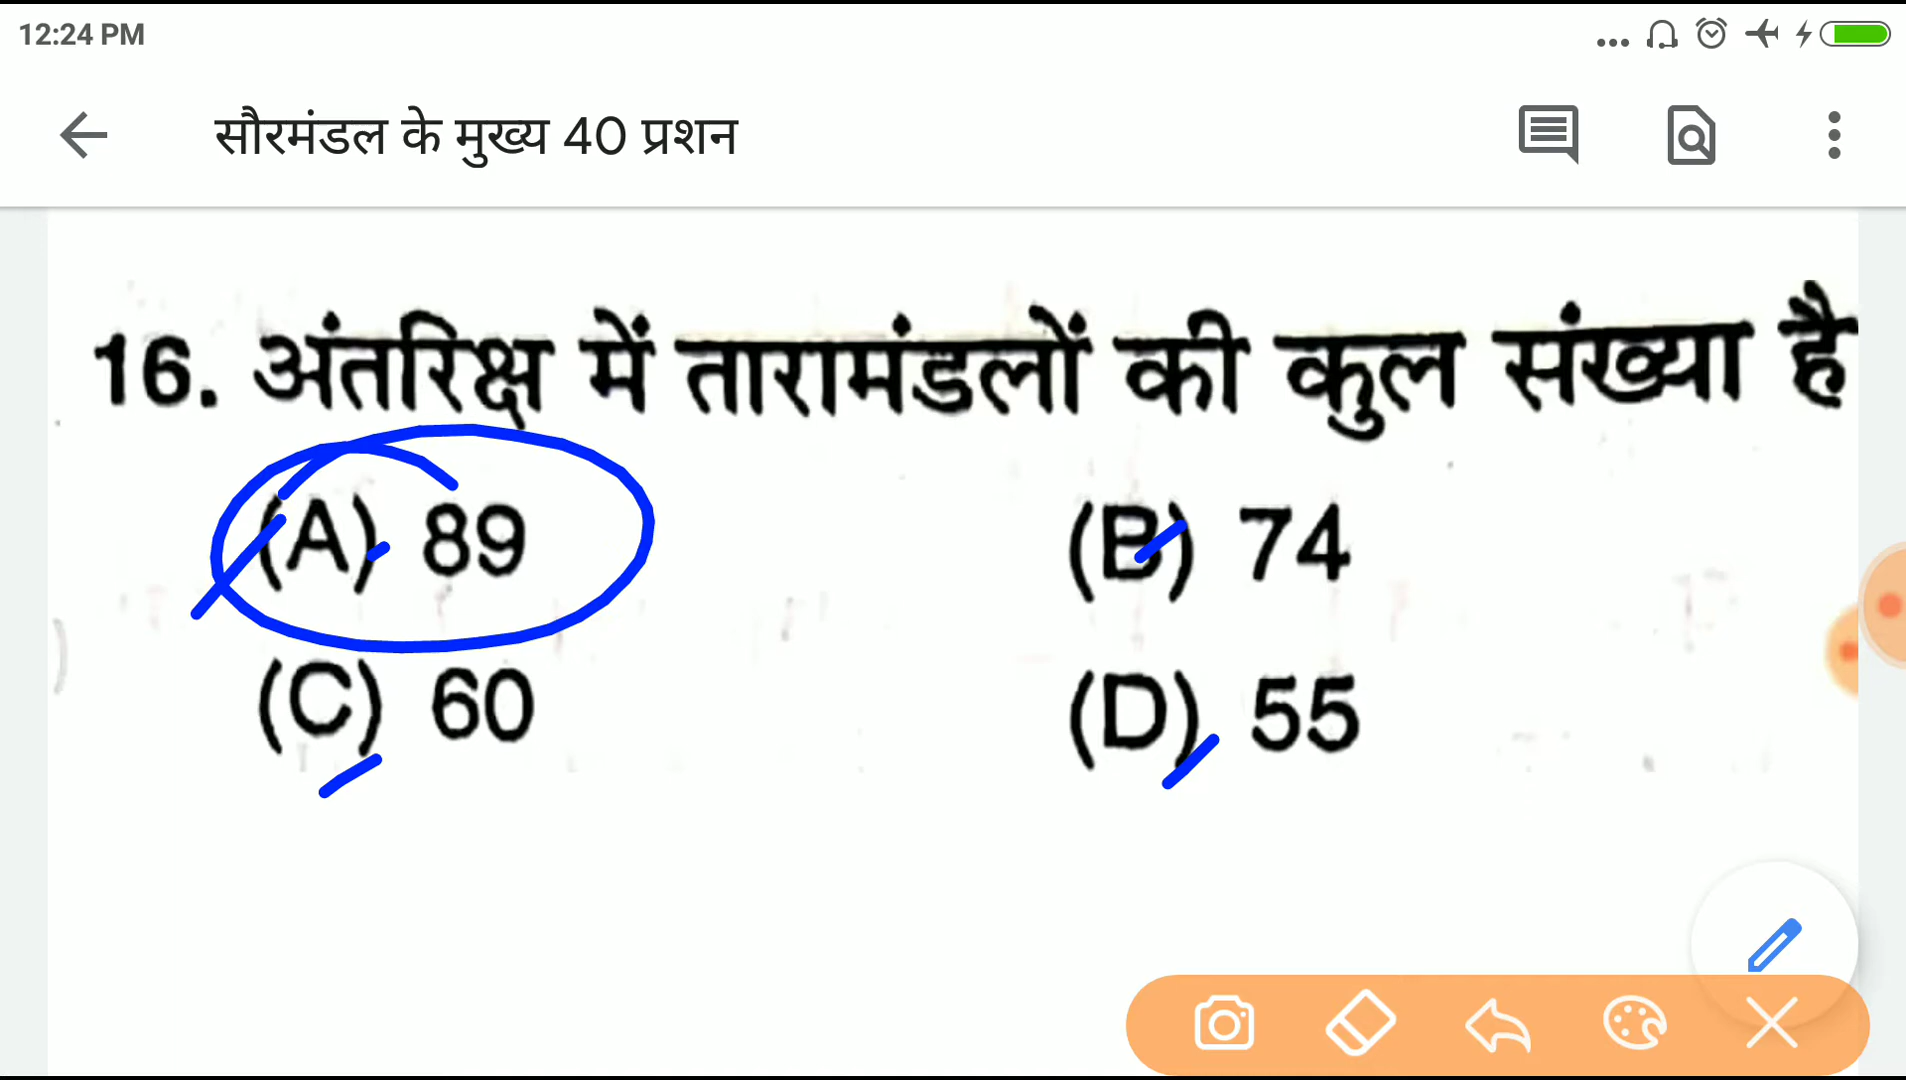 12:24 PM
सौरमंडल के मुख्य 40 प्रशन
16. अंतरिक्ष में तारामंडलों की कुल संख्या है
(A) 89 (B) 74
(C) 60 (D) 55